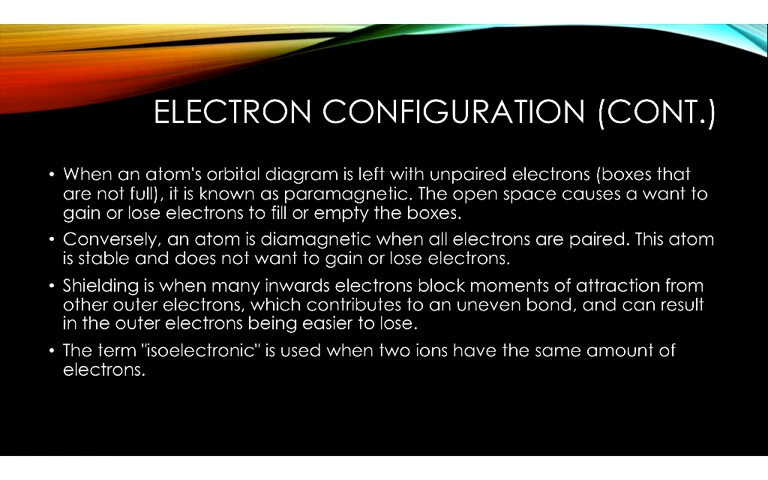 ELECTRON CONFIGURATION (CONT.)
• When an atom's orbital diagram is left with unpaired electrons (boxes that
are not full), it is known as paramagnetic. The open space causes a want to
gain or lose electrons to fill or empty the boxes.
• Conversely, an atom is diamagnetic when all electrons are paired. This atom
is stable and does not want to gain or lose electrons.
• Shielding is when many inwards electrons block moments of attraction from
other outer electrons, which contributes to an uneven bond, and can result
in the outer electrons being easier to lose.
• The term "isoelectronic" is used when two ions have the same amount of
electrons.